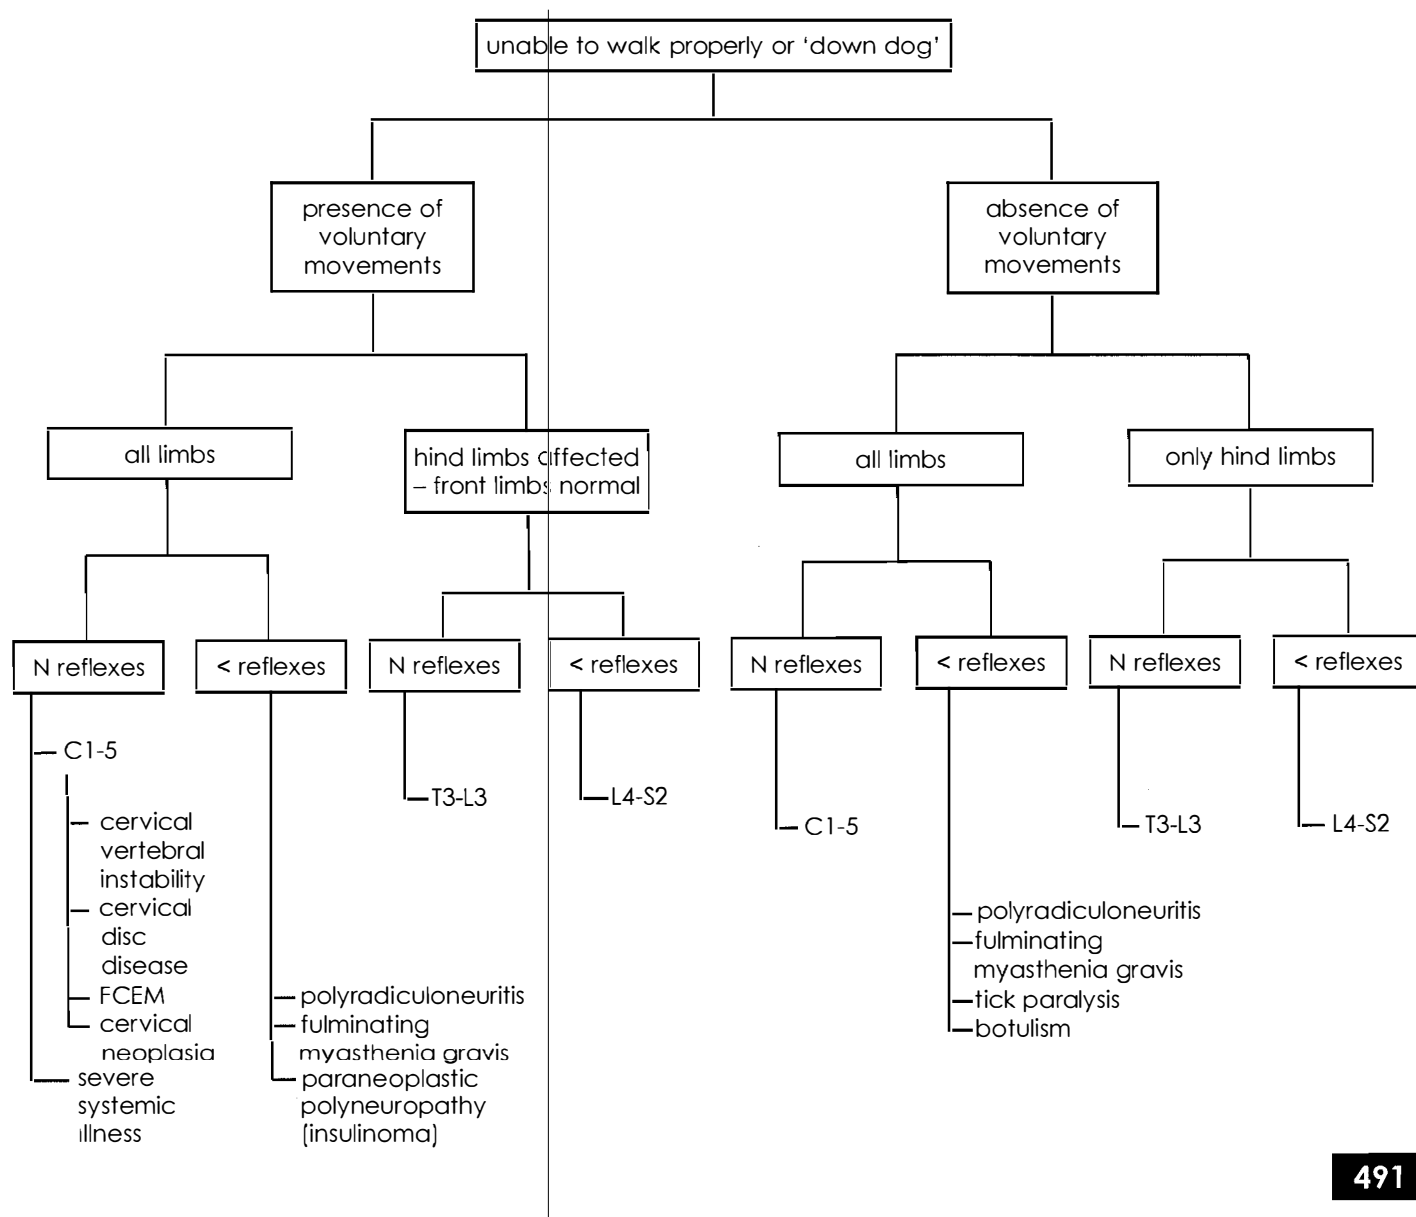 unable to walk properly or ‘down dog’
presence of
voluntary
movements
absence of
voluntary
movements
all limbs
hind limbs affected
– front limbs normal
all limbs
only hind limbs
N reflexes
< reflexes
N reflexes
< reflexes
N reflexes
< reflexes
N reflexes
< reflexes
C1-5
cervical
vertebral
instability
cervical
disc
disease
FCEM
cervical
neoplasia
severe
systemic
illness
polyradiculoneuritis
fulminating
myasthenia gravis
paraneoplastic
polyneuropathy
(insulinoma)
T3-L3
L4-S2
C1-5
polyradiculoneuritis
fulminating
myasthenia gravis
tick paralysis
botulism
T3-L3
L4-S2
491